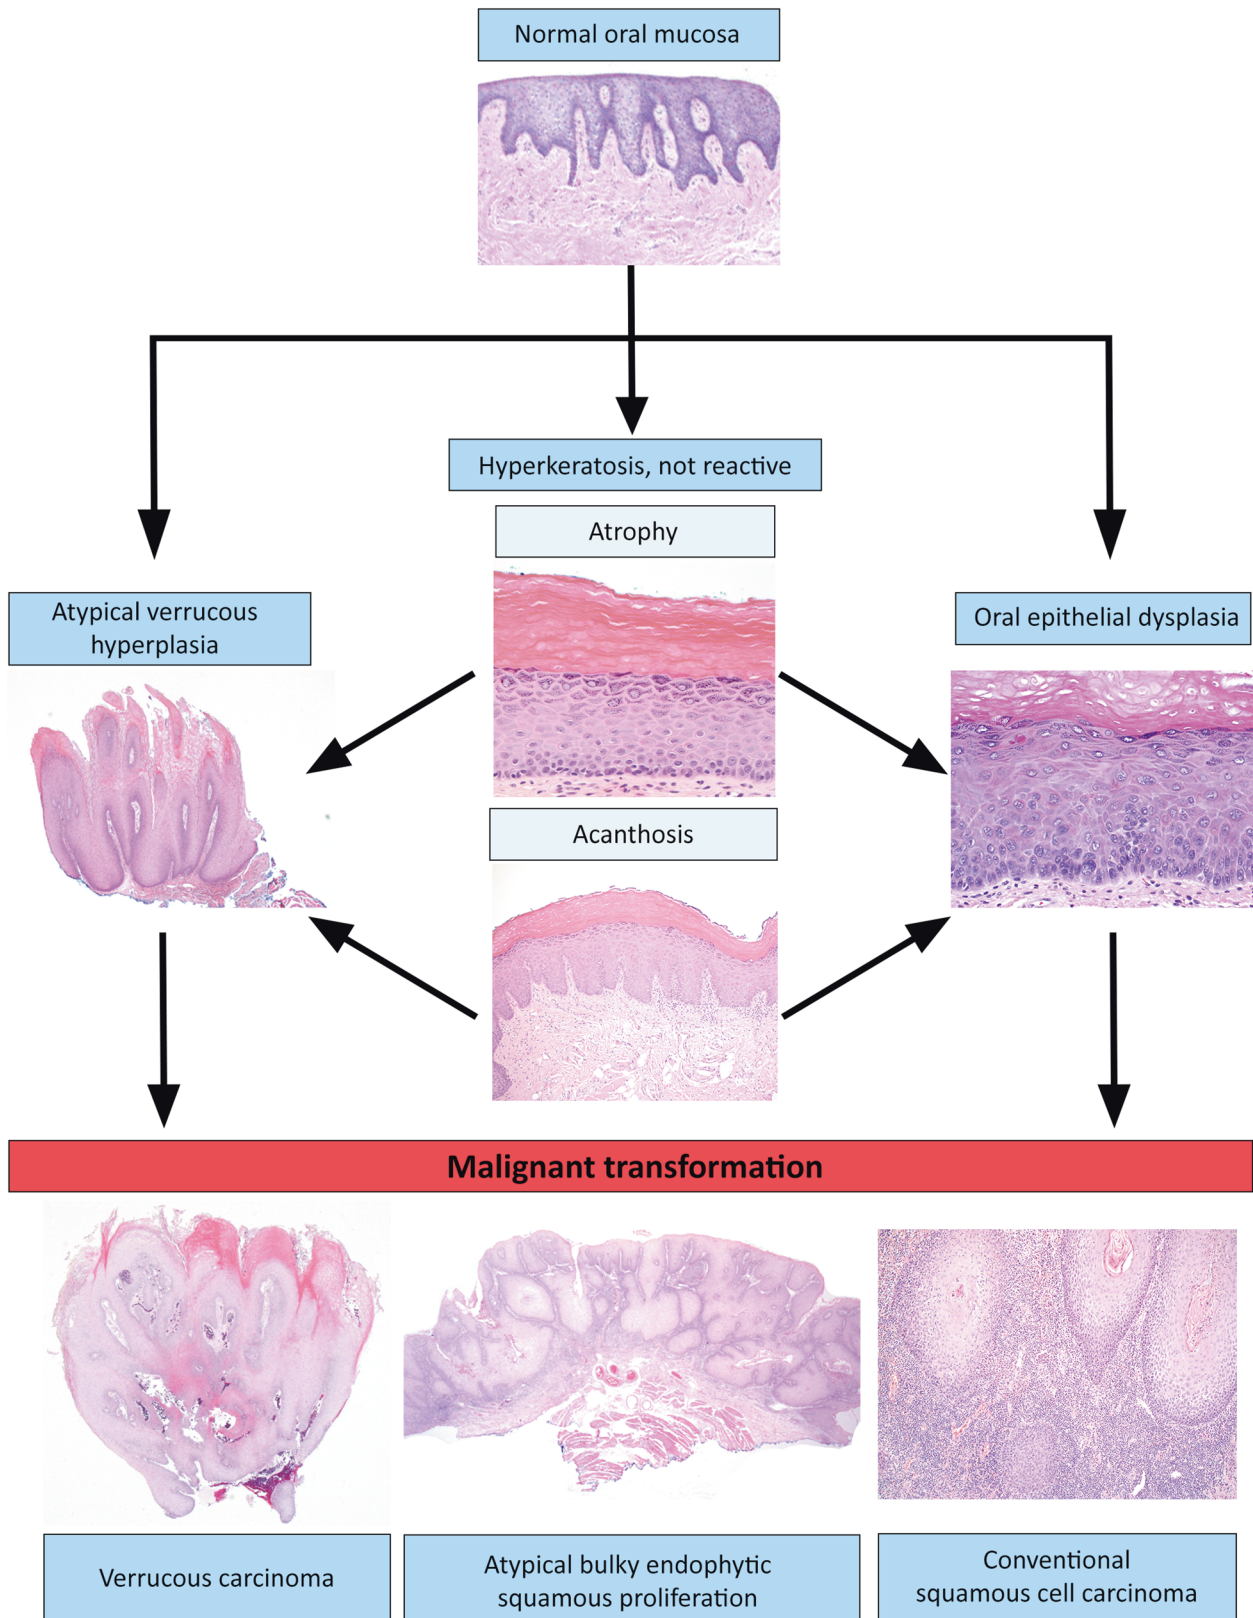 Normal oral mucosa
Hyperkeratosis, not reactive
Atrophy
Atypical verrucous
hyperplasia
Oral epithelial dysplasia
Acanthosis
Malignant transformation
Verrucous carcinoma
Atypical bulky endophytic
squamous proliferation
Conventional
squamous cell carcinoma